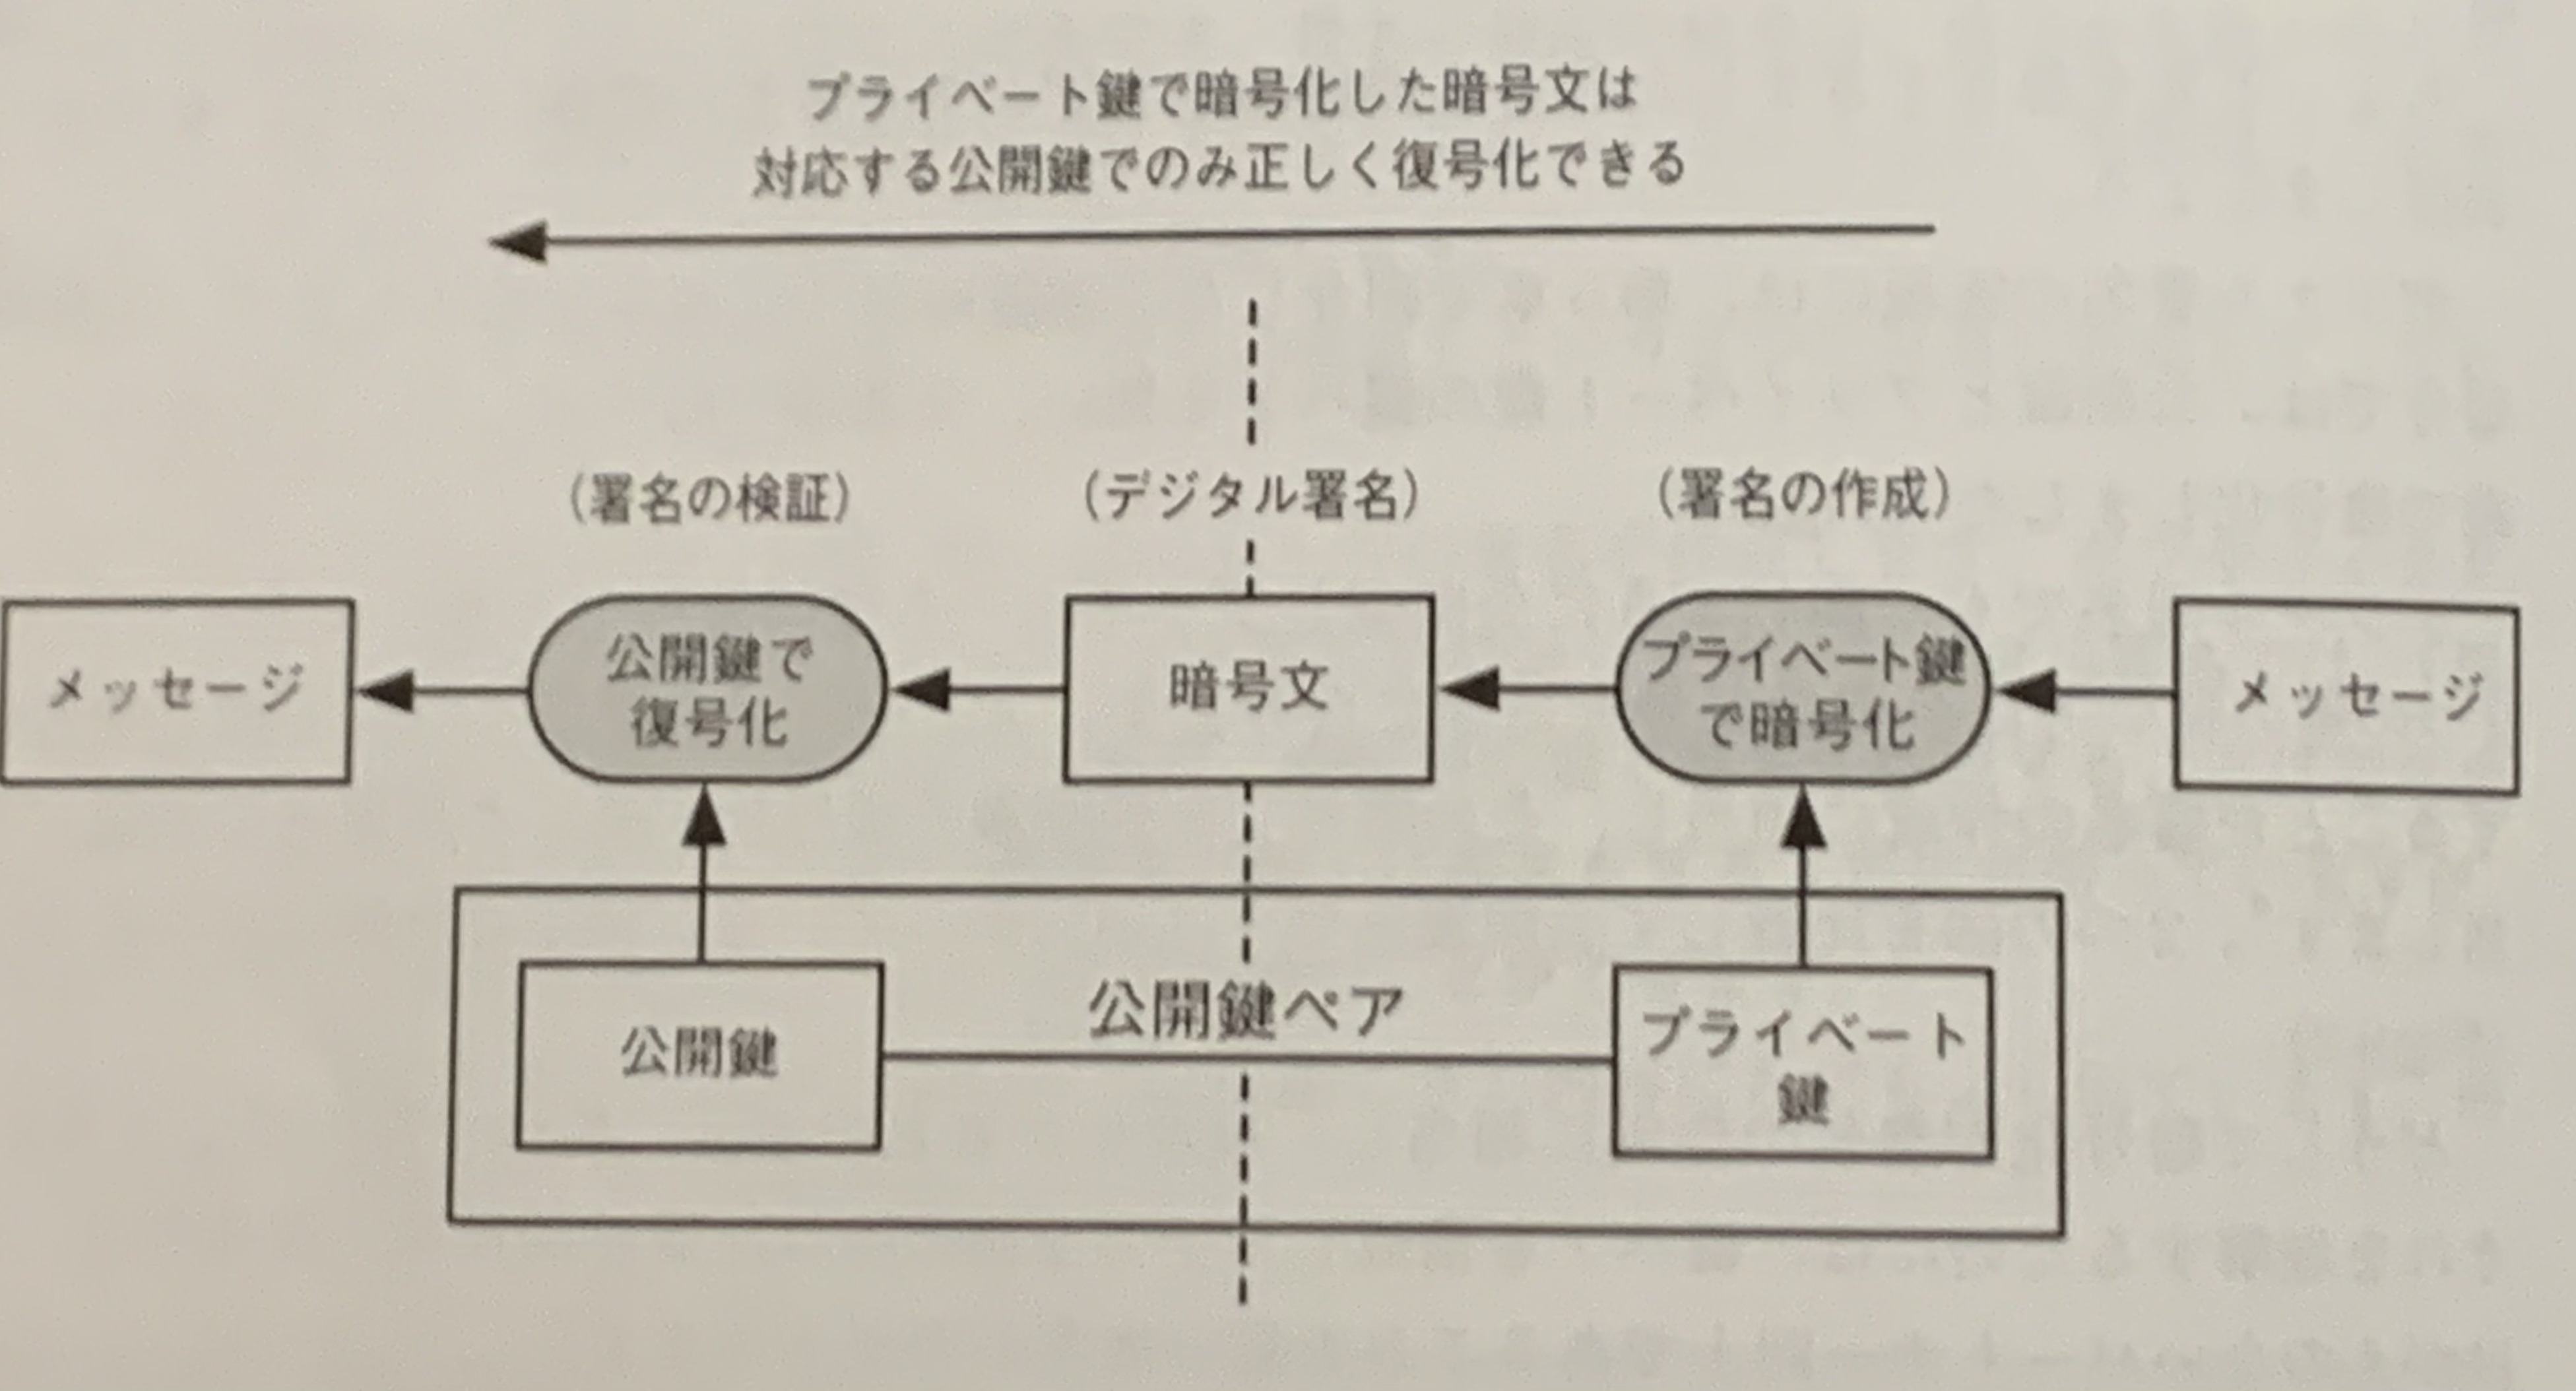 プライベート鍵で暗号化した暗号文は
対応する公開鍵でのみ正しく復号化できる
(署名の検証)
(デジタル署名)
(署名の作成)
メッセージ
公開鍵で
復号化
暗号文
プライベート鍵
で暗号化
メッセージ
公開鍵
公開鍵ペア
プライベート
鍵